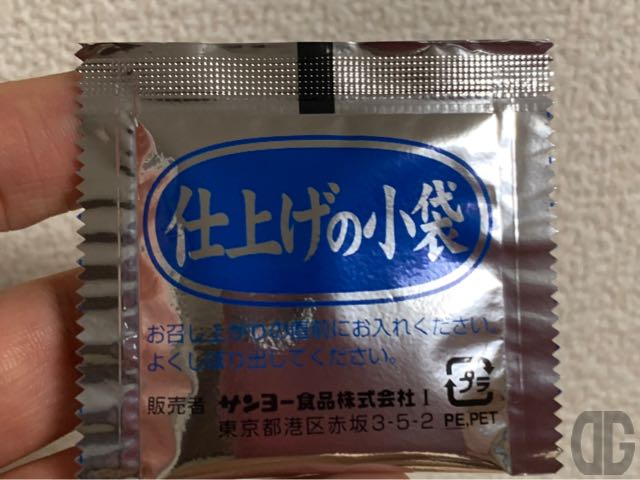 仕上げの小袋
お召し上がりの直前にお入れください。
よくしぼり出してください。
販売者 サンヨー食品株式会社 I
東京都港区赤坂3-5-2 PE,PET
プラ
DG